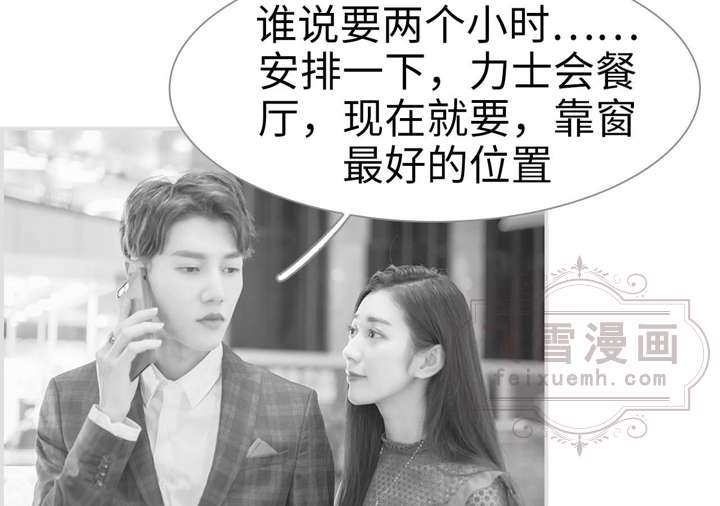 谁说要两个小时……
安排一下，力士会餐
厅，现在就要，靠窗
最好的位置
雪漫画
feixuemh.com